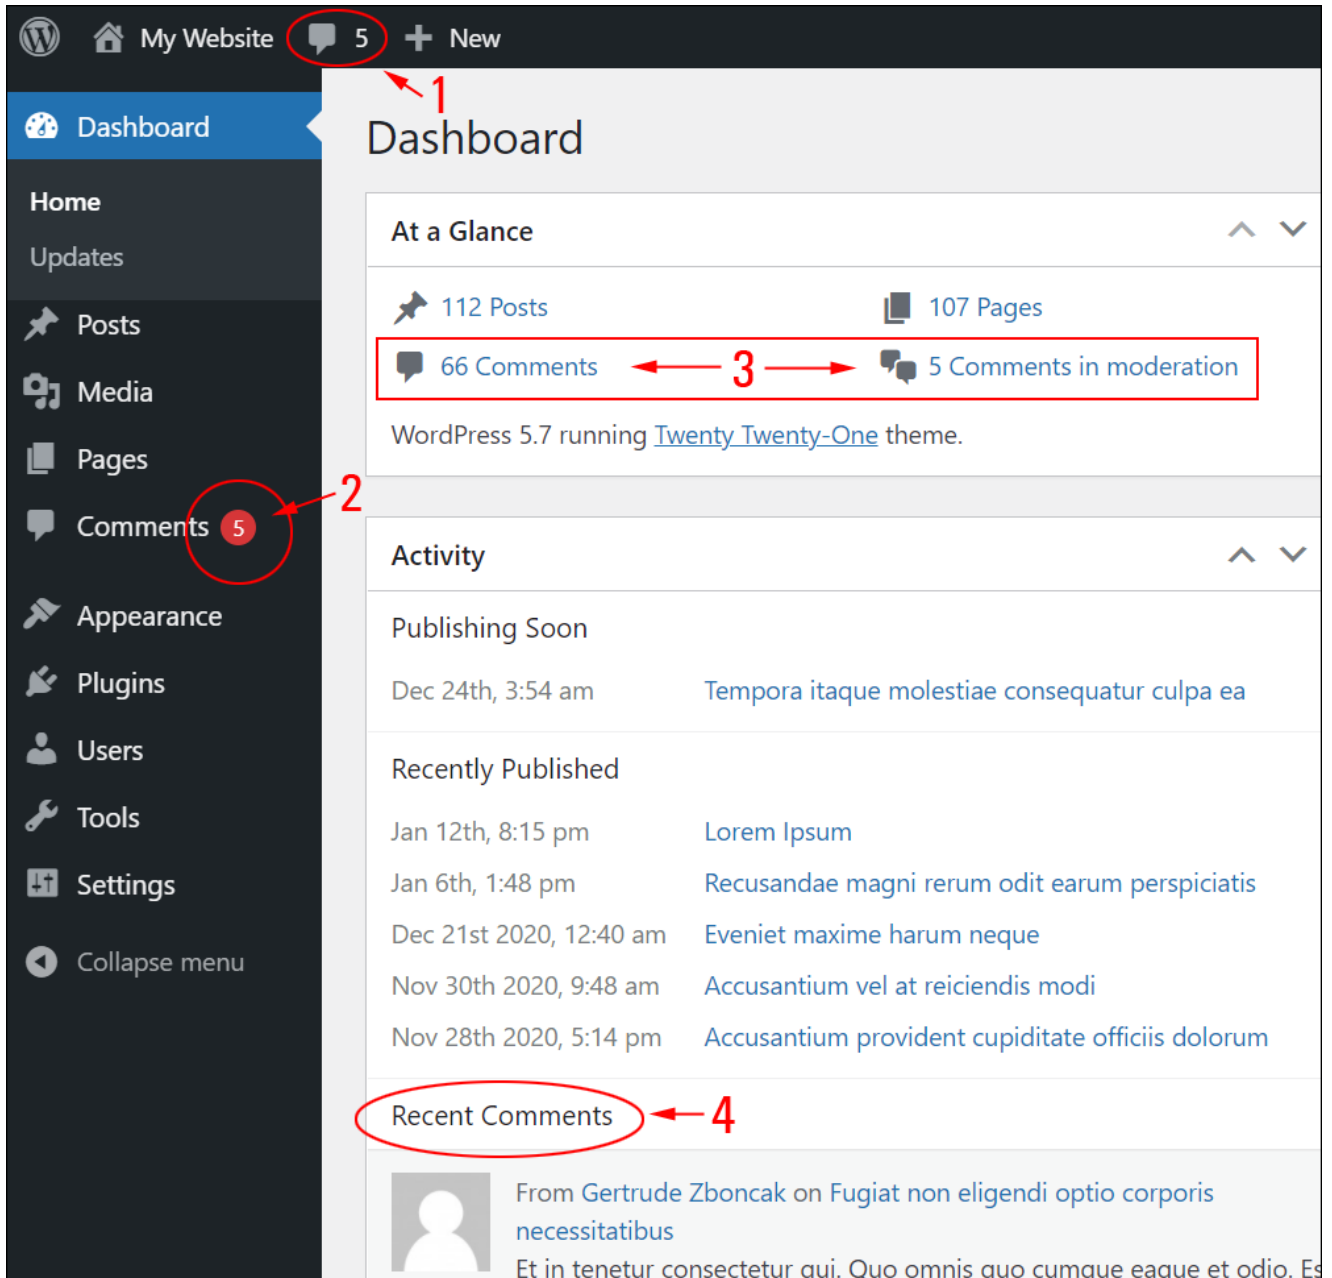 My Website 5 New
1
Dashboard
Home
Updates
Posts
Media
Pages
Comments 5
2
Appearance
Plugins
Users
Tools
Settings
Collapse menu
Dashboard
At a Glance
112 Posts 107 Pages
66 Comments 3 5 Comments in moderation
WordPress 5.7 running Twenty Twenty-One theme.
Activity
Publishing Soon
Dec 24th, 3:54 am Tempora itaque molestiae consequatur culpa ea
Recently Published
Jan 12th, 8:15 pm Lorem Ipsum
Jan 6th, 1:48 pm Recusandae magni rerum odit earum perspiciatis
Dec 21st 2020, 12:40 am Eveniet maxime harum neque
Nov 30th 2020, 9:48 am Accusantium vel at reiciendis modi
Nov 28th 2020, 5:14 pm Accusantium provident cupiditate officiis dolorum
Recent Comments 4
From Gertrude Zboncak on Fugiat non eligendi optio corporis
necessitatibus
Et in tenetur consectetur qui. Quo omnis quo cumque eaque et odio. Es